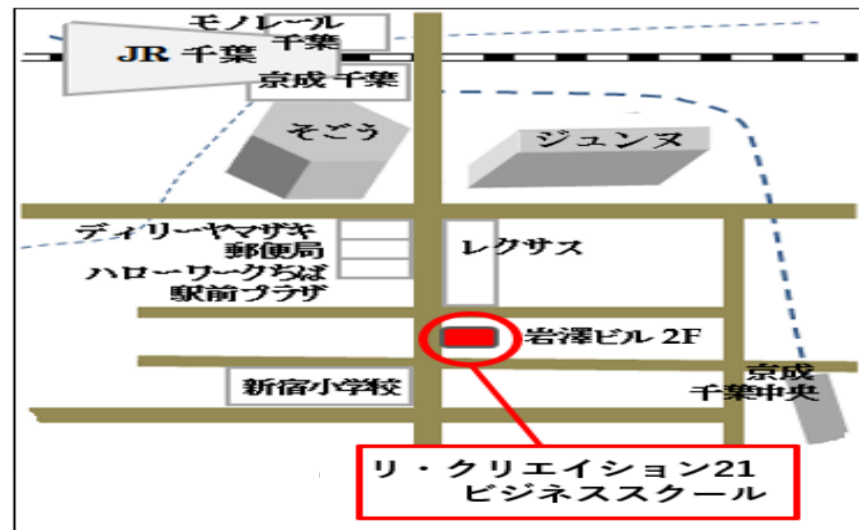 モノレール
千葉
JR 千葉
京成 千葉
そごう
ジュンヌ
ディリーヤマザキ
郵便局
ハローワークちば
駅前プラザ
レクサス
岩澤ビル 2F
新宿小学校
京成
千葉中央
リ・クリエイション21
ビジネススクール